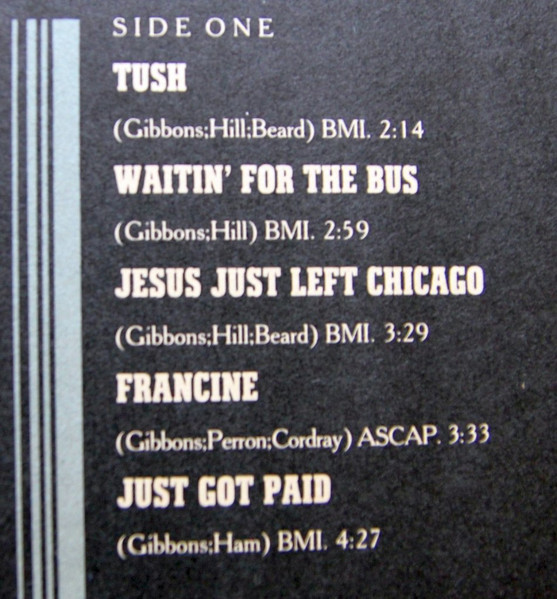 SIDE ONE
TUSH
(Gibbons;Hill;Beard) BMI. 2:14
WAITIN' FOR THE BUS
(Gibbons;Hill) BMI. 2:59
JESUS JUST LEFT CHICAGO
(Gibbons;Hill;Beard) BMI. 3:29
FRANCINE
(Gibbons;Perron;Cordray) ASCAP. 3:33
JUST GOT PAID
(Gibbons;Ham) BMI. 4:27